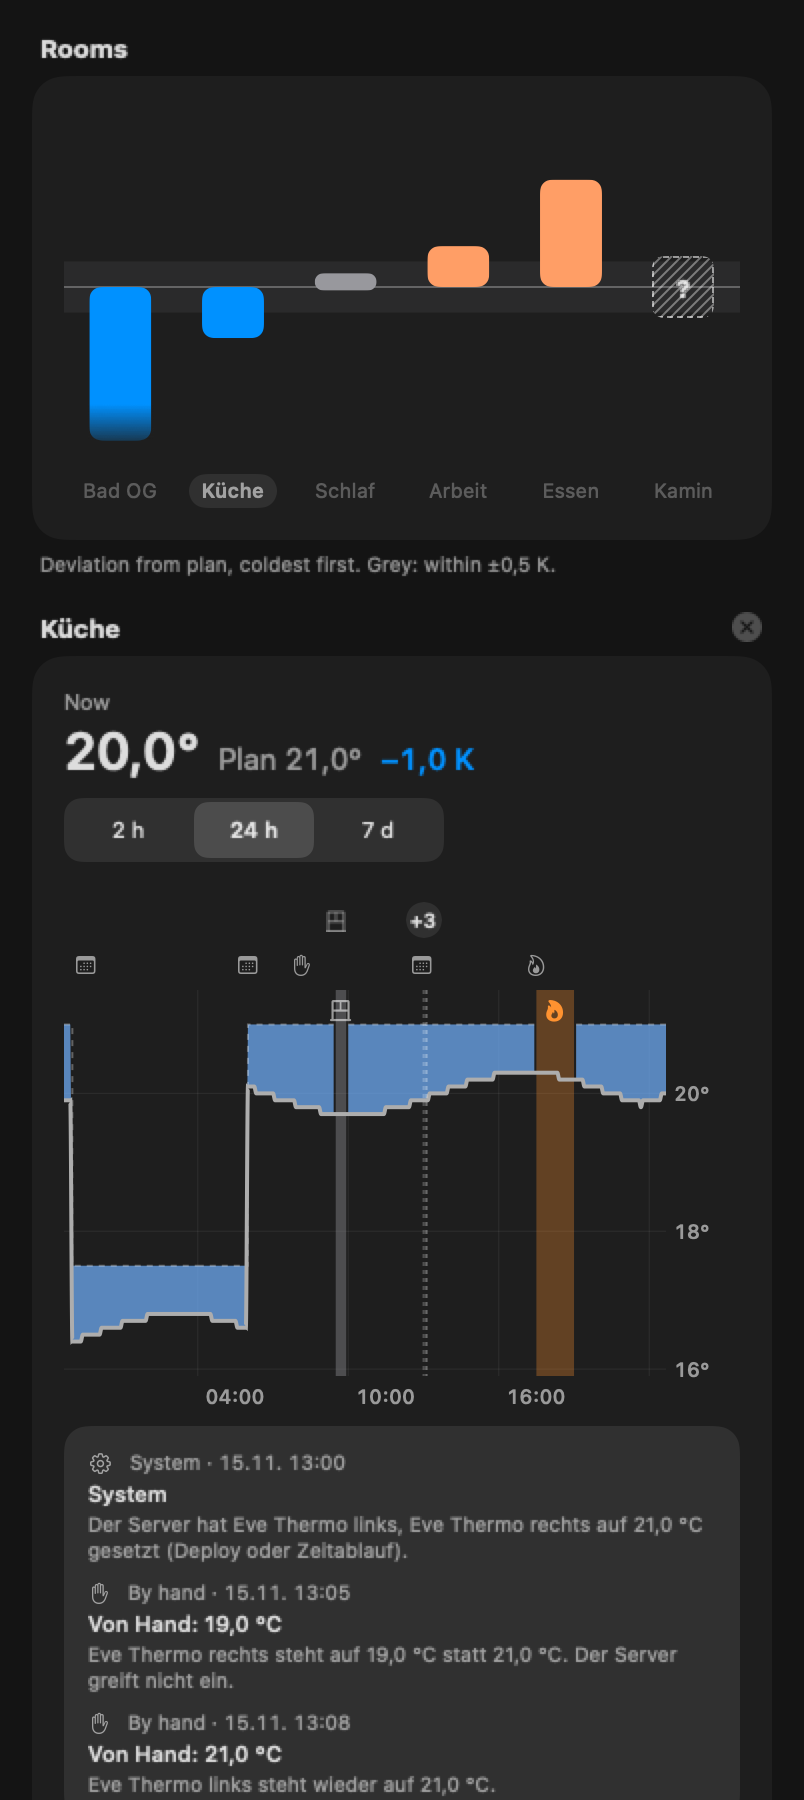 Rooms
?
Bad OG Küche Schlaf Arbeit Essen Kamin
Deviation from plan, coldest first. Grey: within ±0,5 K.
Küche
Now
20,0° Plan 21,0° −1,0 K
2 h 24 h 7 d
+3
20°
18°
16°
04:00 10:00 16:00
System · 15.11. 13:00
System
Der Server hat Eve Thermo links, Eve Thermo rechts auf 21,0 °C
gesetzt (Deploy oder Zeitablauf).
By hand · 15.11. 13:05
Von Hand: 19,0 °C
Eve Thermo rechts steht auf 19,0 °C statt 21,0 °C. Der Server
greift nicht ein.
By hand · 15.11. 13:08
Von Hand: 21,0 °C
Eve Thermo links steht wieder auf 21,0 °C.